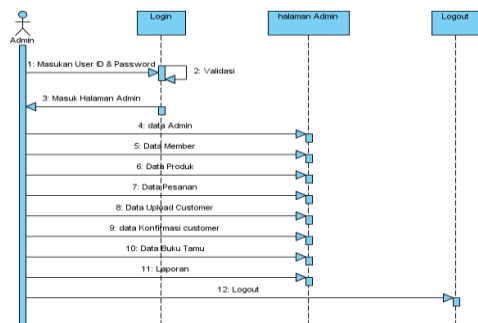 Login
halaman Admin
Logout
Admin
1: Masukan User ID & Password
2: Validasi
3: Masuk Halaman Admin
4: data Admin
5: Data Member
6: Data Produk
7: Data Pesanan
8: Data Upload Customer
9: data Konfirmasi customer
10: Data Buku Tamu
11: Laporan
12: Logout